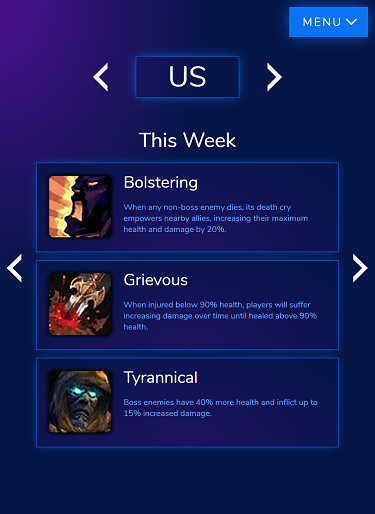 MENU
US
This Week
Bolstering
When any non-boss enemy dies, its death cry
empowers nearby allies, increasing their maximum
health and damage by 20%.
Grievous
When injured below 90% health, players will suffer
increasing damage over time until healed above 90%
health.
Tyrannical
Boss enemies have 40% more health and inflict up to
15% increased damage.